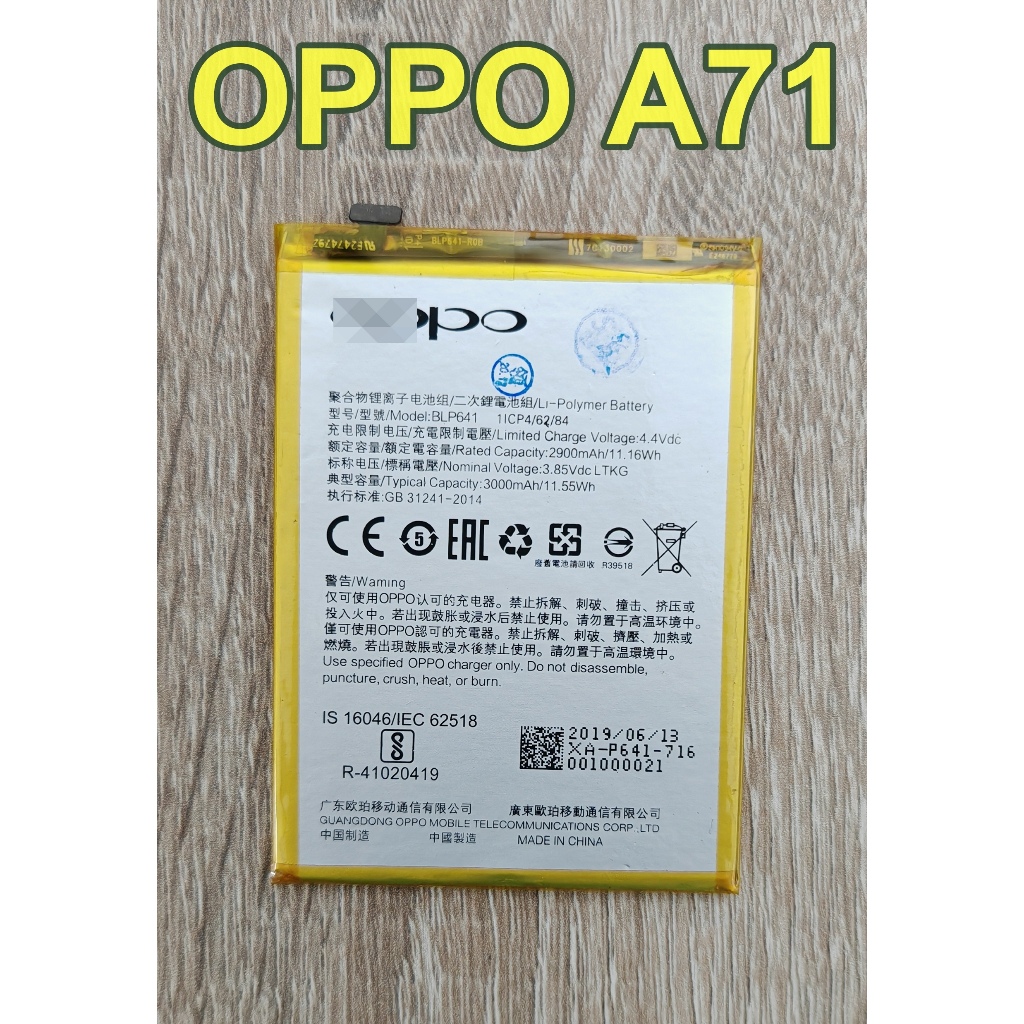 OPPO A71
E247492
BLP641-R0B
70130002
聚合物锂离子电池组/二次鋰電池組/Li-Polymer Battery
型号/型號/Model:BLP641 1ICP4/62/84
充电限制电压/充電限制電壓/Limited Charge Voltage:4.4Vdc
额定容量/額定電容量/Rated Capacity:2900mAh/11.16Wh
标称电压/標稱電壓/Nominal Voltage:3.85Vdc LTKG
典型容量/Typical Capacity:3000mAh/11.55Wh
执行标准:GB 31241-2014
CE 5 EAC
廢舊電池請回收 R39518
警告/Warning
仅可使用OPPO认可的充电器。禁止拆解、刺破、撞击、挤压或
投入火中。若出现鼓胀或浸水后禁止使用。请勿置于高温环境中。
僅可使用OPPO認可的充電器。禁止拆解、刺破、擠壓、加熱或
燃燒。若出現鼓脹或浸水後禁止使用。請勿置于高溫環境中。
Use specified OPPO charger only. Do not disassemble,
puncture, crush, heat, or burn.
IS 16046/IEC 62518
R-41020419
2019/06/13
XA-P641-716
001000021
广东欧珀移动通信有限公司 廣東歐珀移動通信有限公司
GUANGDONG OPPO MOBILE TELECOMMUNICATIONS CORP.,LTD
中国制造 中國製造 MADE IN CHINA